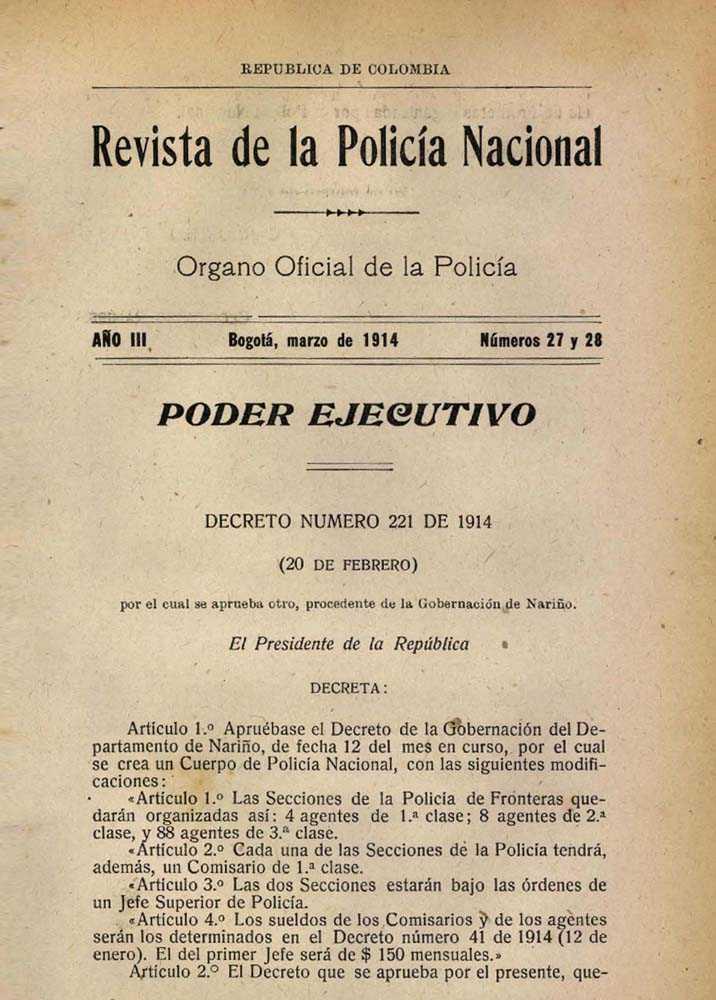 REPUBLICA DE COLOMBIA
Revista de la Policía Nacional
Organo Oficial de la Policía
AÑO III Bogotá, marzo de 1914 Números 27 y 28
PODER EJECUTIVO
DECRETO NUMERO 221 DE 1914
(20 DE FEBRERO)
por el cual se aprueba otro, procedente de la Gobernación de Nariño.
El Presidente de la República
DECRETA:
Artículo 1.º Apruébase el Decreto de la Gobernación del De-
partamento de Nariño, de fecha 12 del mes en curso, por el cual
se crea un Cuerpo de Policía Nacional, con las siguientes modifi-
caciones:
«Artículo 1.º Las Secciones de la Policía de Fronteras que-
darán organizadas así: 4 agentes de 1.ª clase; 8 agentes de 2.ª
clase, y 88 agentes de 3.ª clase.
«Artículo 2.º Cada una de las Secciones de la Policía tendrá,
además, un Comisario de 1.ª clase.
«Artículo 3.º Las dos Secciones estarán bajo las órdenes de
un Jefe Superior de Policía.
«Artículo 4.º Los sueldos de los Comisarios y de los agentes
serán los determinados en el Decreto número 41 de 1914 (12 de
enero). El del primer Jefe será de $ 150 mensuales.»
Artículo 2.º El Decreto que se aprueba por el presente, que-